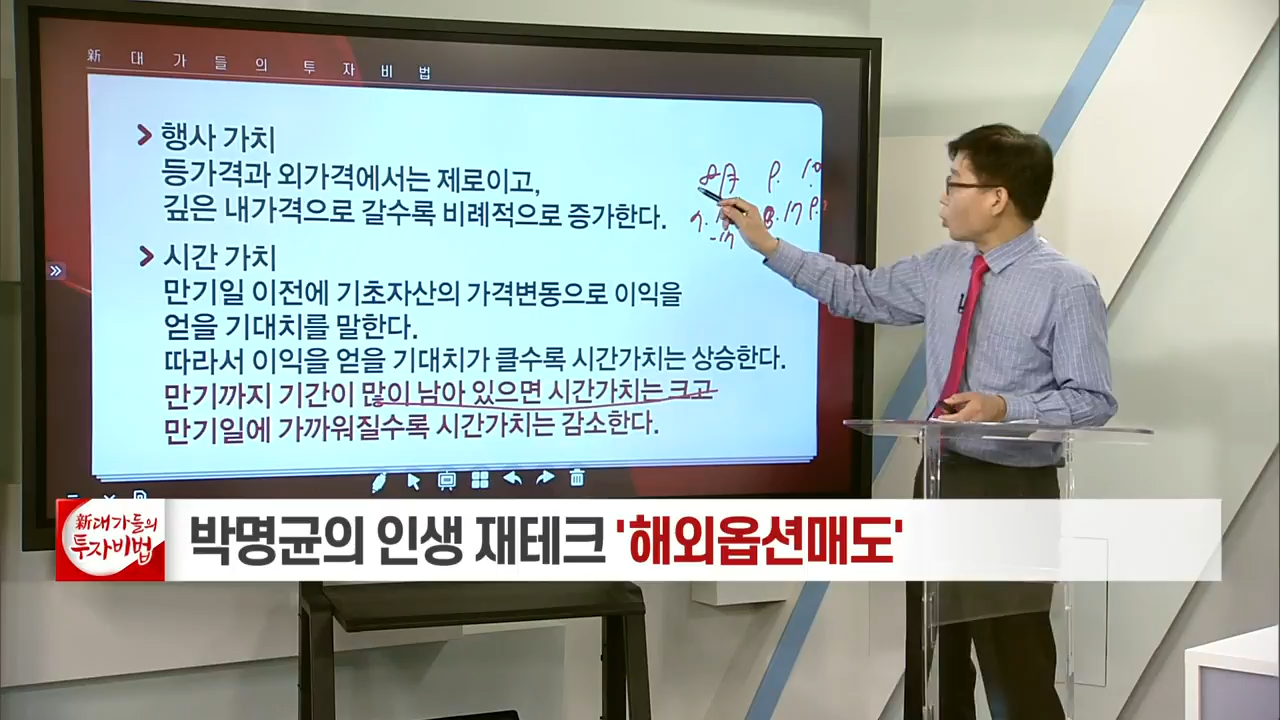 新 대 가 들 의 투 자 비 법
행사 가치
등가격과 외가격에서는 제로이고,
깊은 내가격으로 갈수록 비례적으로 증가한다.
시간 가치
만기일 이전에 기초자산의 가격변동으로 이익을
얻을 기대치를 말한다.
따라서 이익을 얻을 기대치가 클수록 시간가치는 상승한다.
만기까지 기간이 많이 남아 있으면 시간가치는 크고
만기일에 가까워질수록 시간가치는 감소한다.
新대가들의
투자비법
박명균의 인생 재테크 '해외옵션매도'